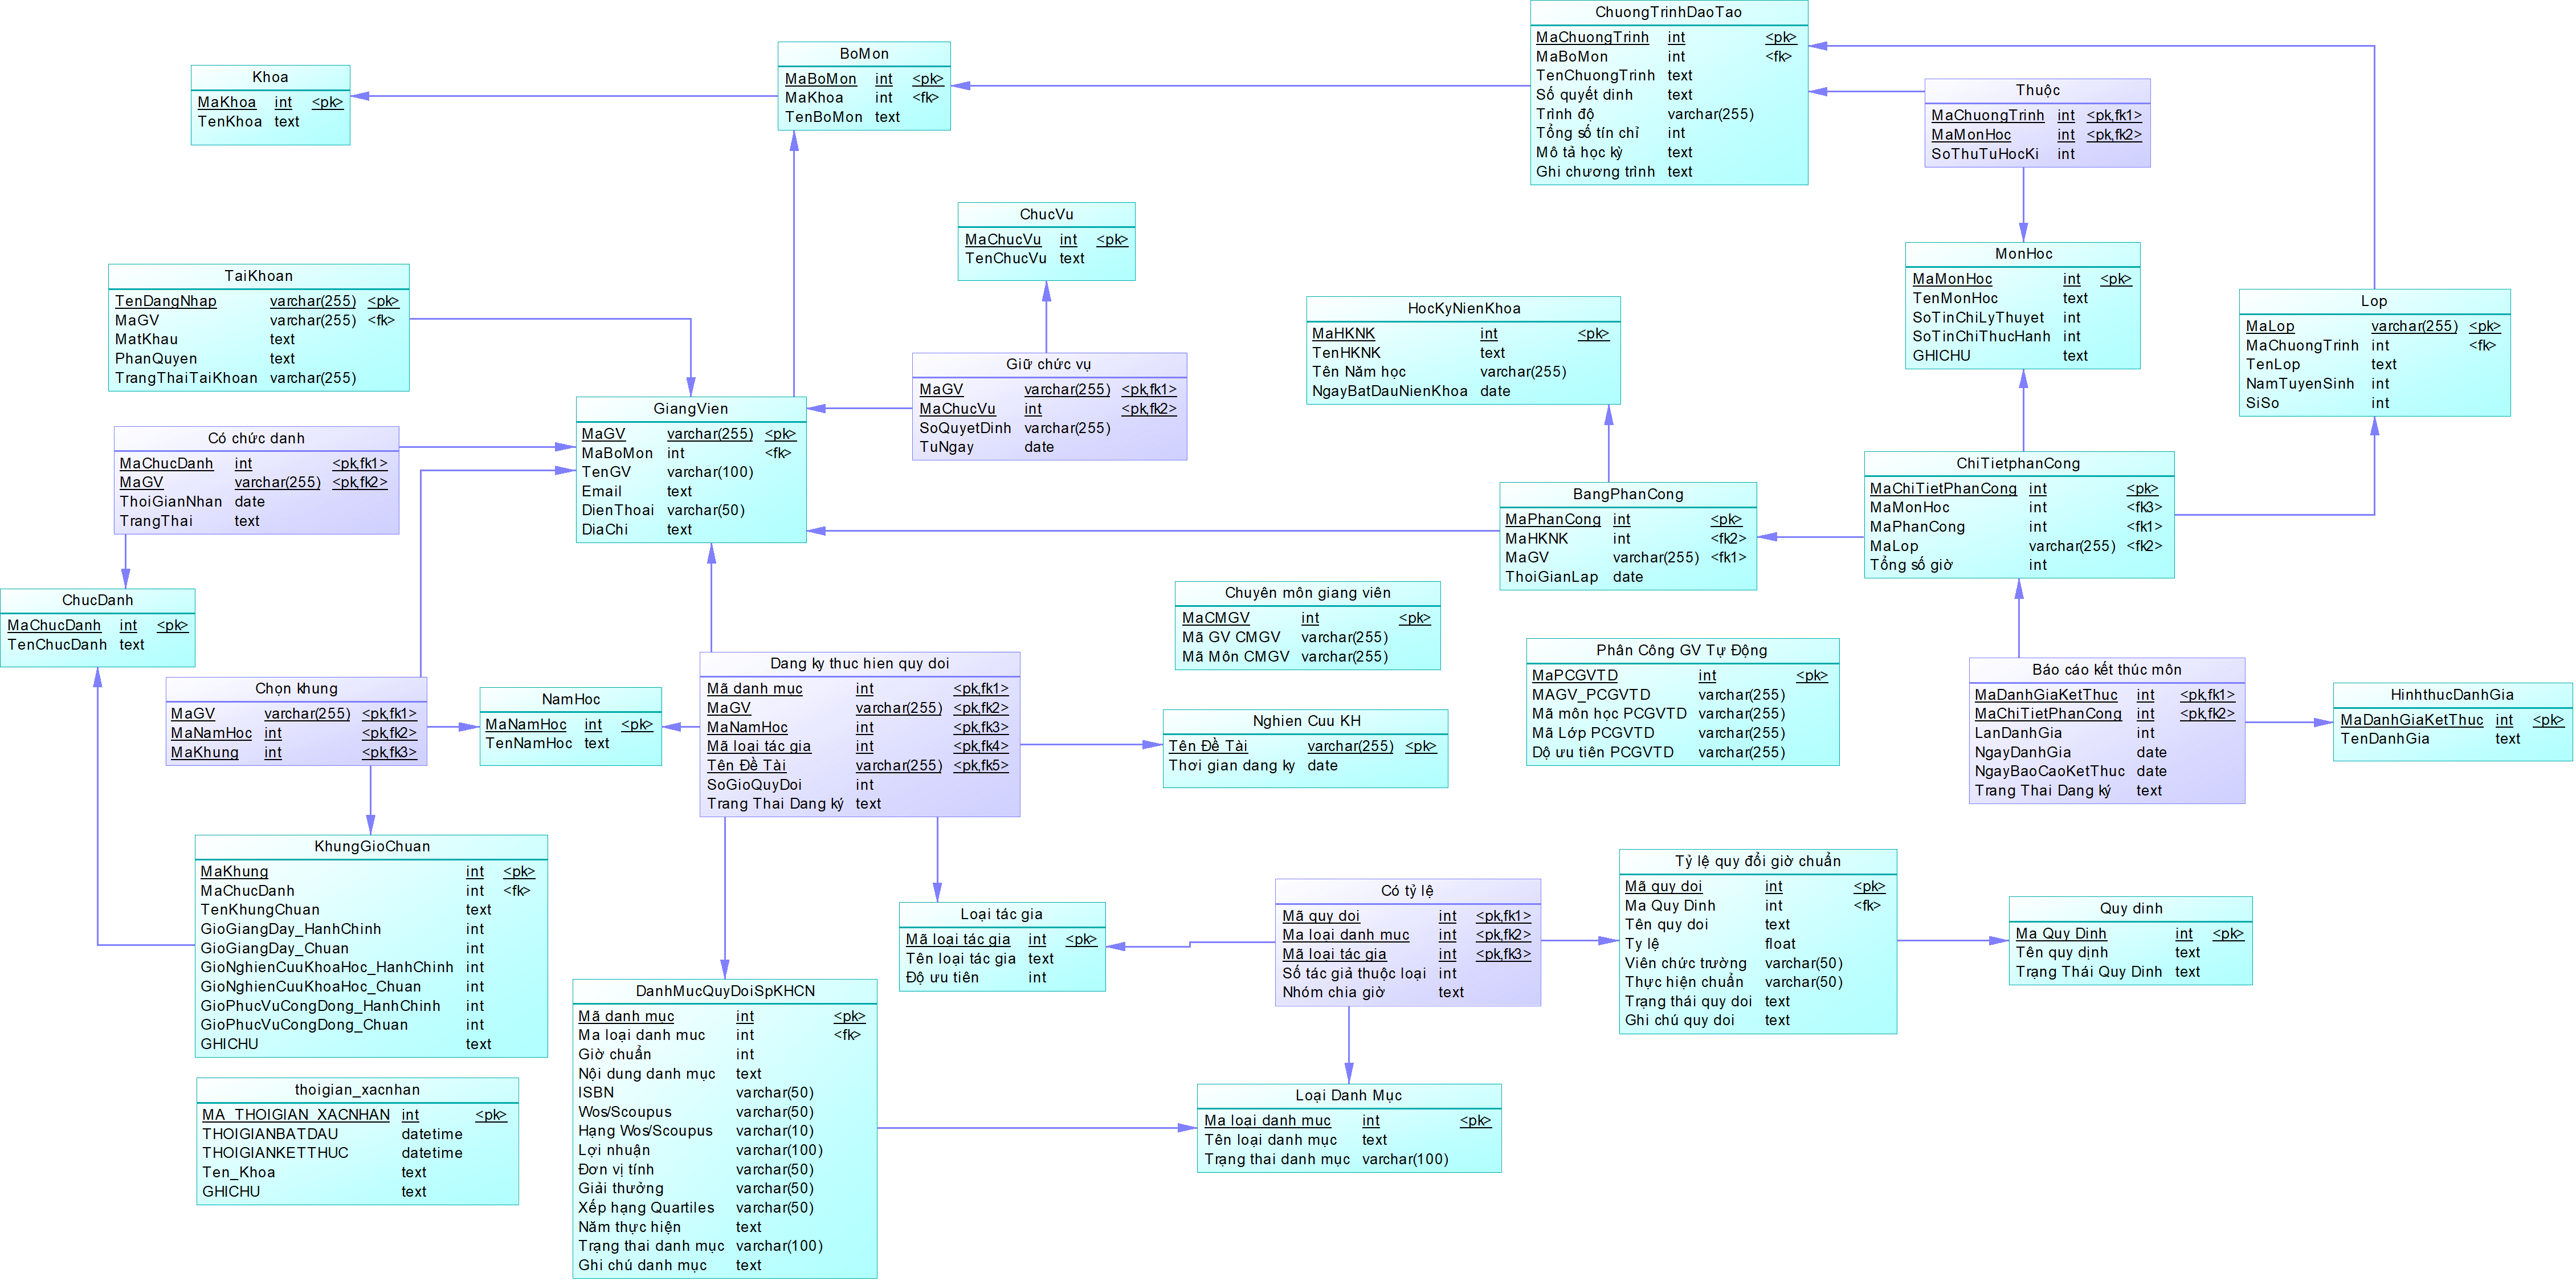 Khoa
MaKhoa int <pk>
TenKhoa text
BoMon
MaBoMon int <pk>
MaKhoa int <fk>
TenBoMon text
ChuongTrinhDaoTao
MaChuongTrinh int <pk>
MaBoMon int <fk>
TenChuongTrinh text
Số quyết dinh text
Trình độ varchar(255)
Tổng số tín chỉ int
Mô tả học kỳ text
Ghi chương trình text
Thuộc
MaChuongTrinh int <pk,fk1>
MaMonHoc int <pk,fk2>
SoThuTuHocKi int
ChucVu
MaChucVu int <pk>
TenChucVu text
MonHoc
MaMonHoc int <pk>
TenMonHoc text
SoTinChiLyThuyet int
SoTinChiThucHanh int
GHICHU text
TaiKhoan
TenDangNhap varchar(255) <pk>
MaGV varchar(255) <fk>
MatKhau text
PhanQuyen text
TrangThaiTaiKhoan varchar(255)
HocKyNienKhoa
MaHKNK int <pk>
TenHKNK text
Tên Năm học varchar(255)
NgayBatDauNienKhoa date
Lop
MaLop varchar(255) <pk>
MaChuongTrinh int <fk>
TenLop text
NamTuyenSinh int
SiSo int
Giữ chức vụ
MaGV varchar(255) <pk,fk1>
MaChucVu int <pk,fk2>
SoQuyetDinh varchar(255)
TuNgay date
GiangVien
MaGV varchar(255) <pk>
MaBoMon int <fk>
TenGV varchar(100)
Email text
DienThoai varchar(50)
DiaChi text
Có chức danh
MaChucDanh int <pk,fk1>
MaGV varchar(255) <pk,fk2>
ThoiGianNhan date
TrangThai text
ChiTietphanCong
MaChiTietPhanCong int <pk>
MaMonHoc int <fk3>
MaPhanCong int <fk1>
MaLop varchar(255) <fk2>
Tổng số giờ int
BangPhanCong
MaPhanCong int <pk>
MaHKNK int <fk2>
MaGV varchar(255) <fk1>
ThoiGianLap date
ChucDanh
MaChucDanh int <pk>
TenChucDanh text
Chuyên môn giang viên
MaCMGV int <pk>
Mã GV CMGV varchar(255)
Mã Môn CMGV varchar(255)
Phân Công GV Tự Động
MaPCGVTD int <pk>
MAGV_PCGVTD varchar(255)
Mã môn học PCGVTD varchar(255)
Mã Lớp PCGVTD varchar(255)
Dộ ưu tiên PCGVTD varchar(255)
Báo cáo kết thúc môn
MaDanhGiaKetThuc int <pk,fk1>
MaChiTietPhanCong int <pk,fk2>
LanDanhGia int
NgayDanhGia date
NgayBaoCaoKetThuc date
Trang Thai Dang ký text
HinhthucDanhGia
MaDanhGiaKetThuc int <pk>
TenDanhGia text
Chọn khung
MaGV varchar(255) <pk,fk1>
MaNamHoc int <pk,fk2>
MaKhung int <pk,fk3>
NamHoc
MaNamHoc int <pk>
TenNamHoc text
Dang ky thuc hien quy doi
Mã danh muc int <pk,fk1>
MaGV varchar(255) <pk,fk2>
MaNamHoc int <pk,fk3>
Mã loại tác gia int <pk,fk4>
Tên Đề Tài varchar(255) <pk,fk5>
SoGioQuyDoi int
Trang Thai Dang ký text
Nghien Cuu KH
Tên Đề Tài varchar(255) <pk>
Thơi gian dang ky date
KhungGioChuan
MaKhung int <pk>
MaChucDanh int <fk>
TenKhungChuan text
GioGiangDay_HanhChinh int
GioGiangDay_Chuan int
GioNghienCuuKhoaHoc_HanhChinh int
GioNghienCuuKhoaHoc_Chuan int
GioPhucVuCongDong_HanhChinh int
GioPhucVuCongDong_Chuan int
GHICHU text
Loại tác gia
Mã loại tác gia int <pk>
Tên loại tác gia text
Độ ưu tiên int
Có tỷ lệ
Mã quy doi int <pk,fk1>
Ma loại danh muc int <pk,fk2>
Mã loại tác gia int <pk,fk3>
Số tác giả thuộc loại int
Nhóm chia giờ text
Tỷ lệ quy đổi giờ chuẩn
Mã quy doi int <pk>
Ma Quy Dinh int <fk>
Tên quy doi text
Ty lệ float
Viên chức trường varchar(50)
Thực hiện chuẩn varchar(50)
Trạng thái quy doi text
Ghi chú quy doi text
Quy dinh
Ma Quy Dinh int <pk>
Tên quy dịnh text
Trạng Thái Quy Dinh text
DanhMucQuyDoiSpKHCN
Mã danh mục int <pk>
Ma loại danh muc int <fk>
Giờ chuẩn int
Nội dung danh mục text
ISBN varchar(50)
Wos/Scoupus varchar(50)
Hạng Wos/Scoupus varchar(10)
Lợi nhuận varchar(100)
Đơn vị tính varchar(50)
Giải thưởng varchar(50)
Xếp hạng Quartiles varchar(50)
Năm thực hiện text
Trạng thai danh mục varchar(100)
Ghi chú danh mục text
thoigian_xacnhan
MA_THOIGIAN_XACNHAN int <pk>
THOIGIANBATDAU datetime
THOIGIANKETTHUC datetime
Ten_Khoa text
GHICHU text
Loại Danh Mục
Ma loại danh muc int <pk>
Tên loại danh mục text
Trạng thai danh mục varchar(100)